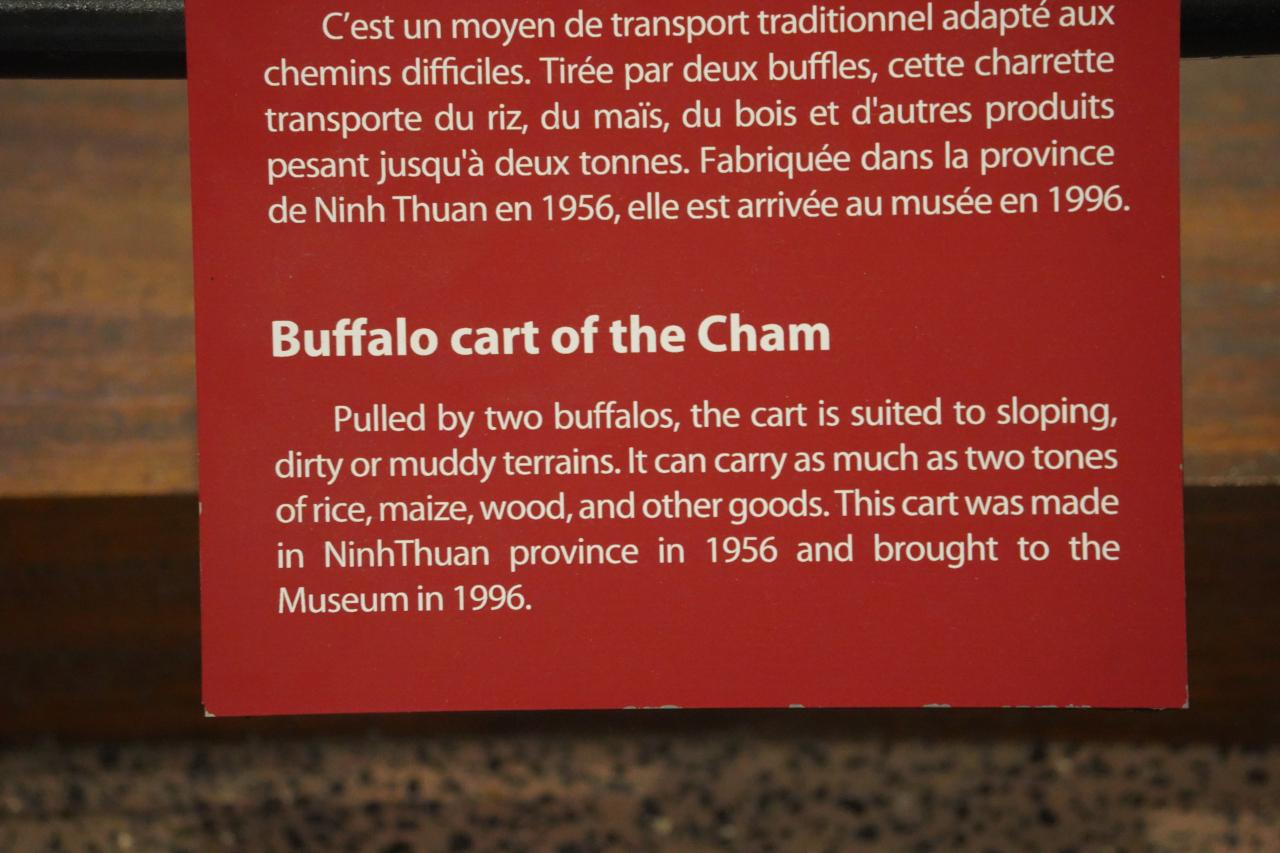 C'est un moyen de transport traditionnel adapté aux
chemins difficiles. Tirée par deux buffles, cette charrette
transporte du riz, du maïs, du bois et d'autres produits
pesant jusqu'à deux tonnes. Fabriquée dans la province
de Ninh Thuan en 1956, elle est arrivée au musée en 1996.
Buffalo cart of the Cham
Pulled by two buffalos, the cart is suited to sloping,
dirty or muddy terrains. It can carry as much as two tones
of rice, maize, wood, and other goods. This cart was made
in NinhThuan province in 1956 and brought to the
Museum in 1996.